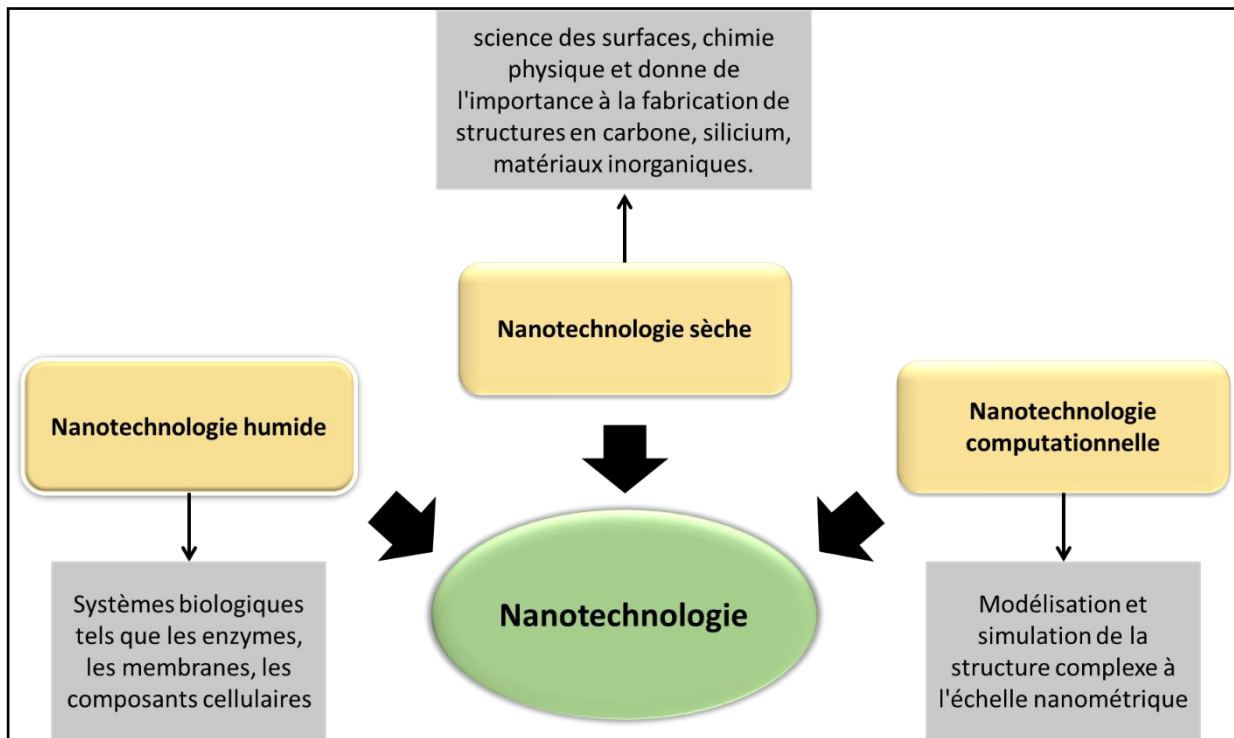 science des surfaces, chimie
physique et donne de
l'importance à la fabrication de
structures en carbone, silicium,
matériaux inorganiques.
Nanotechnologie sèche
Nanotechnologie humide
Nanotechnologie
computationnelle
Nanotechnologie
Systèmes biologiques
tels que les enzymes,
les membranes, les
composants cellulaires
Modélisation et
simulation de la
structure complexe à
l'échelle nanométrique